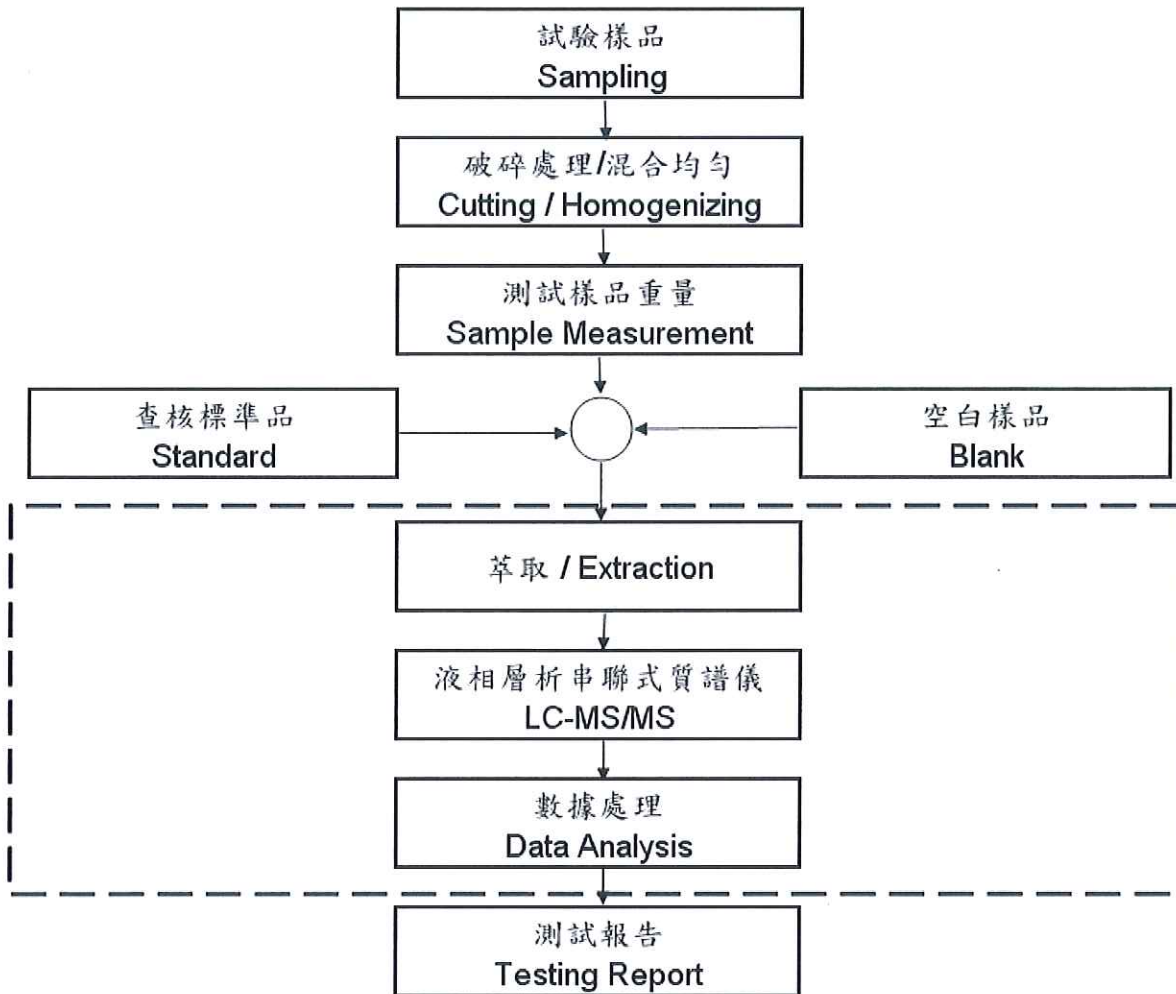 試驗樣品
Sampling
破碎處理/混合均勻
Cutting / Homogenizing
測試樣品重量
Sample Measurement
查核標準品
Standard
空白樣品
Blank
萃取 / Extraction
液相層析串聯式質譜儀
LC-MS/MS
數據處理
Data Analysis
測試報告
Testing Report